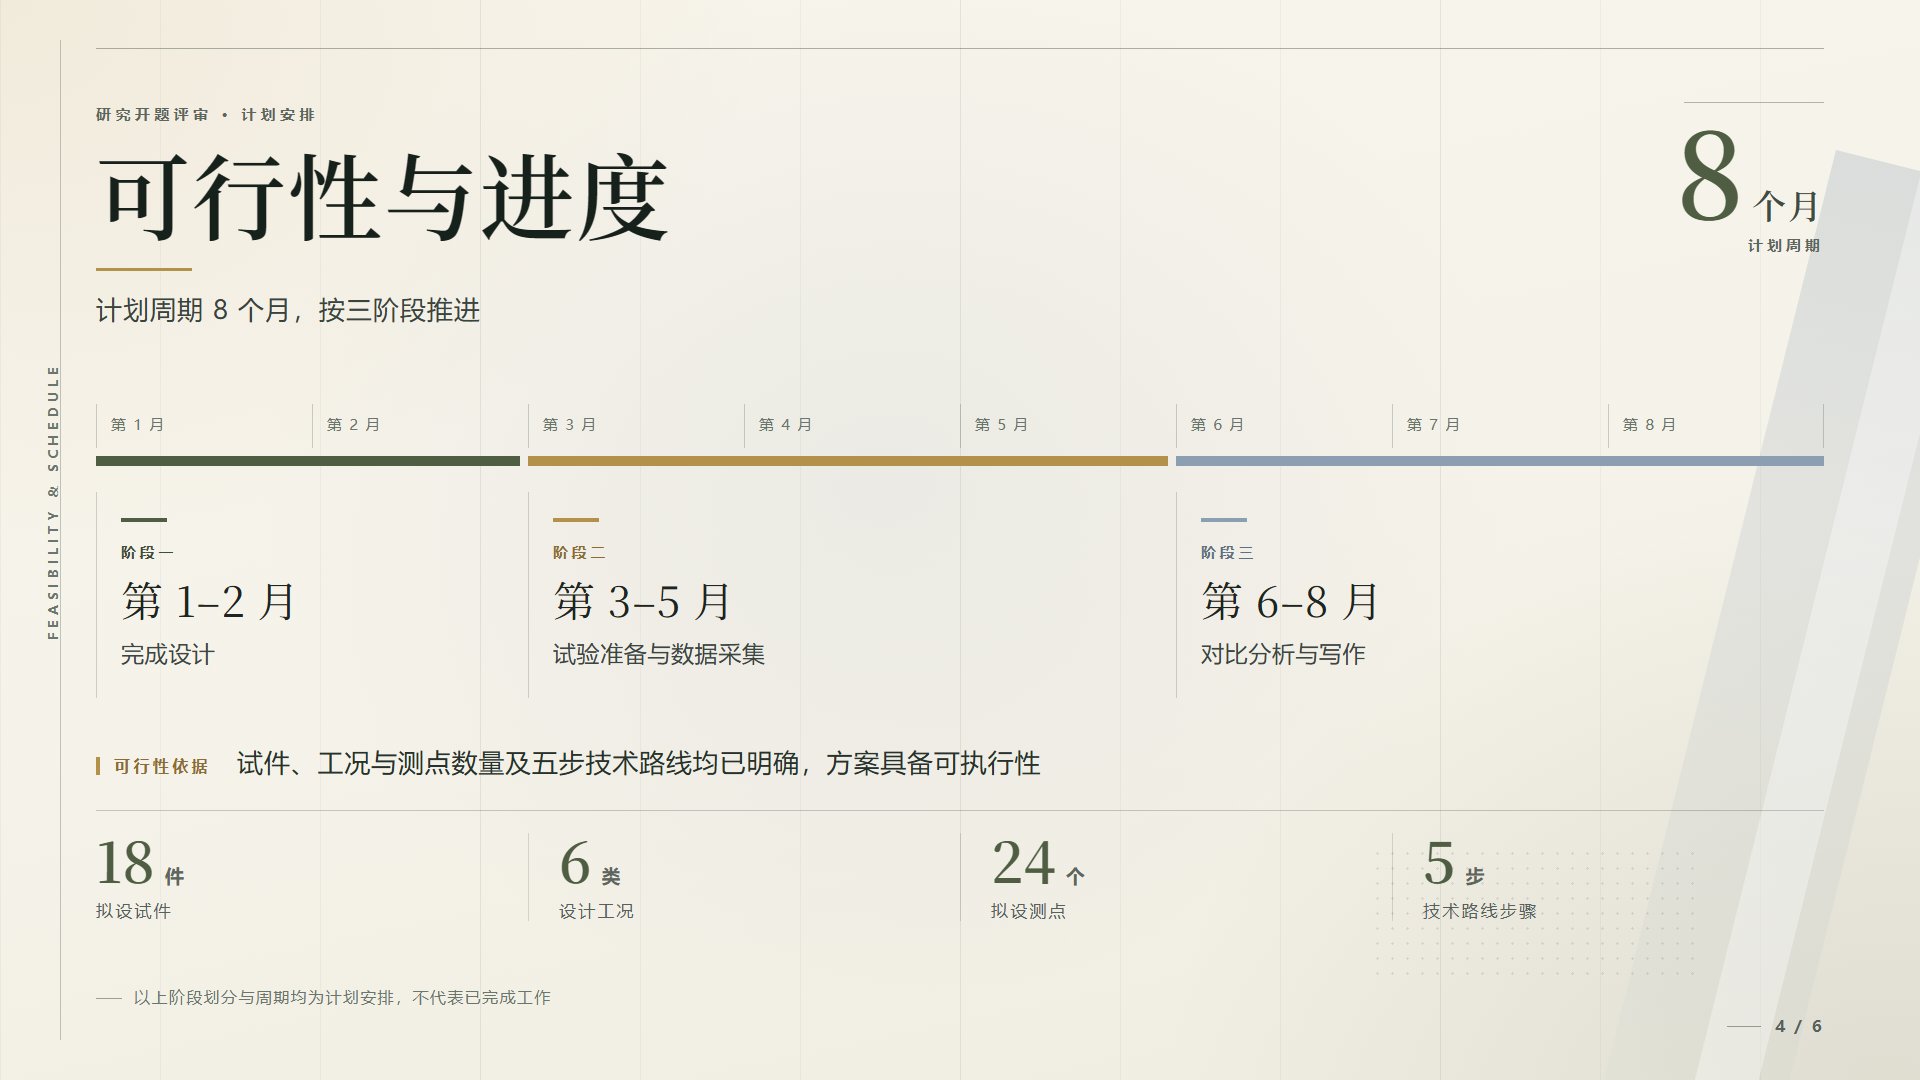 研究开题评审 • 计划安排
可行性与进度
计划周期 8 个月，按三阶段推进
8 个月
计划周期
FEASIBILITY & SCHEDULE
第 1 月
第 2 月
第 3 月
第 4 月
第 5 月
第 6 月
第 7 月
第 8 月
阶段一
第 1–2 月
完成设计
阶段二
第 3–5 月
试验准备与数据采集
阶段三
第 6–8 月
对比分析与写作
可行性依据
试件、工况与测点数量及五步技术路线均已明确，方案具备可执行性
18 件
拟设试件
6 类
设计工况
24 个
拟设测点
5 步
技术路线步骤
以上阶段划分与周期均为计划安排，不代表已完成工作
4 / 6